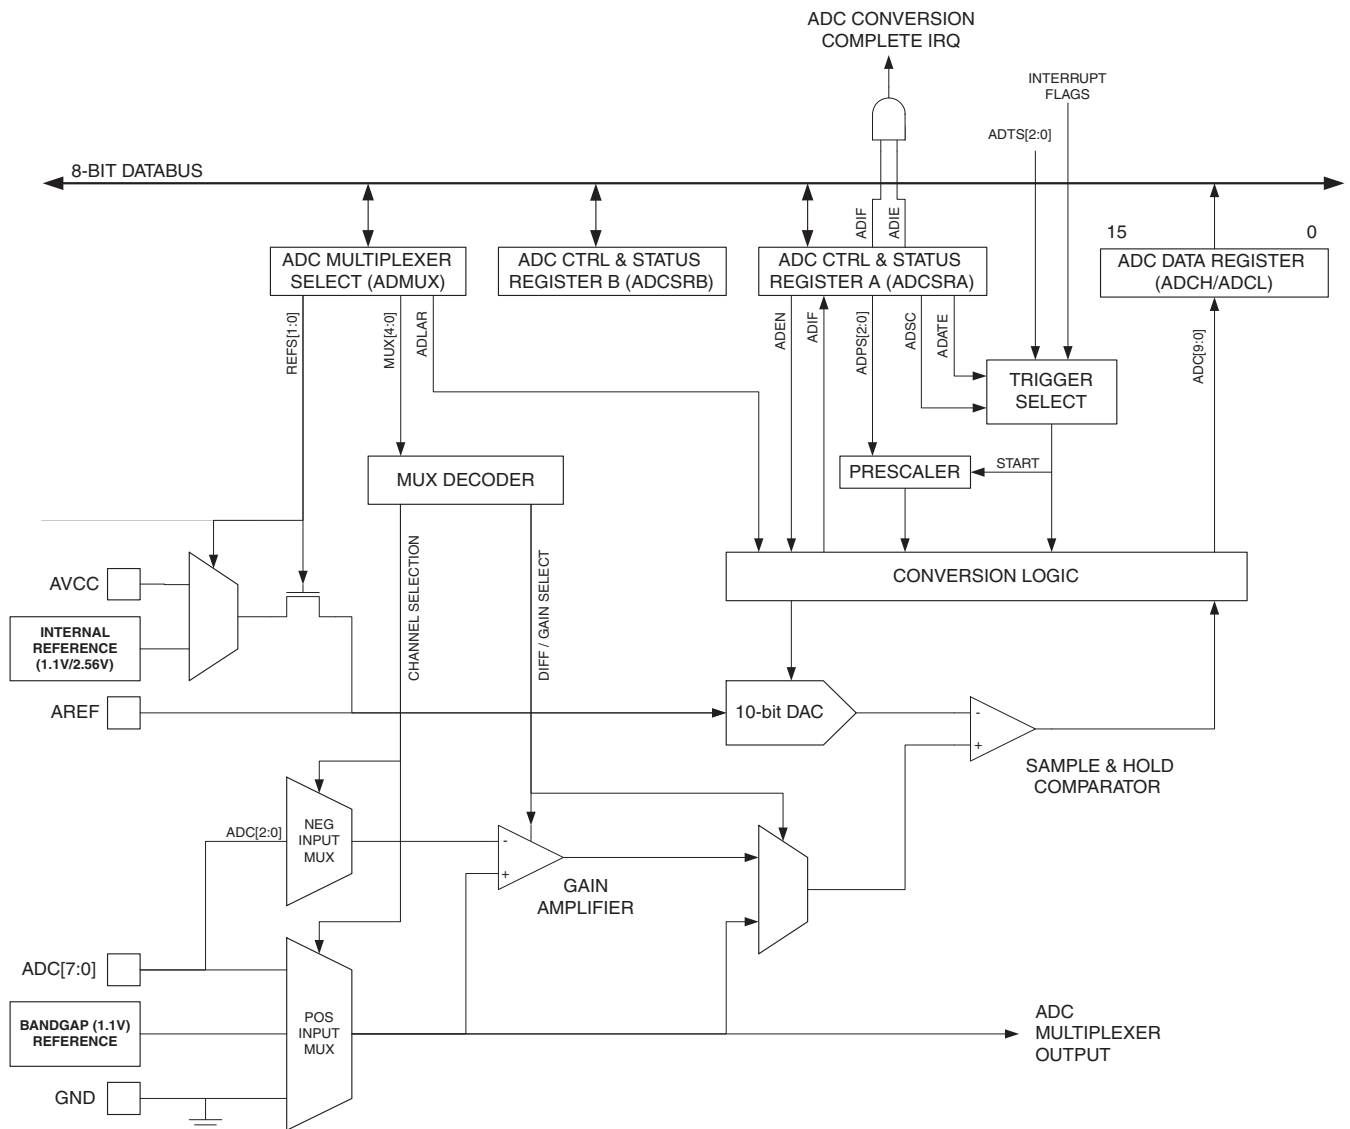 ADC CONVERSION
COMPLETE IRQ
INTERRUPT
FLAGS
ADTS[2:0]
8-BIT DATABUS
ADIF
ADIE
15
0
ADC MULTIPLEXER
SELECT (ADMUX)
ADC CTRL & STATUS
REGISTER B (ADCSRB)
ADC CTRL & STATUS
REGISTER A (ADCSRA)
ADC DATA REGISTER
(ADCH/ADCL)
REFS[1:0]
MUX[4:0]
ADLAR
ADEN
ADIF
ADPS[2:0]
ADSC
ADATE
ADC[9:0]
TRIGGER
SELECT
MUX DECODER
PRESCALER
START
CHANNEL SELECTION
DIFF / GAIN SELECT
CONVERSION LOGIC
AVCC
INTERNAL
REFERENCE
(1.1V/2.56V)
AREF
10-bit DAC
-
+
SAMPLE & HOLD
COMPARATOR
ADC[2:0]
NEG
INPUT
MUX
-
+
GAIN
AMPLIFIER
ADC[7:0]
BANDGAP (1.1V)
REFERENCE
POS
INPUT
MUX
ADC
MULTIPLEXER
OUTPUT
GND